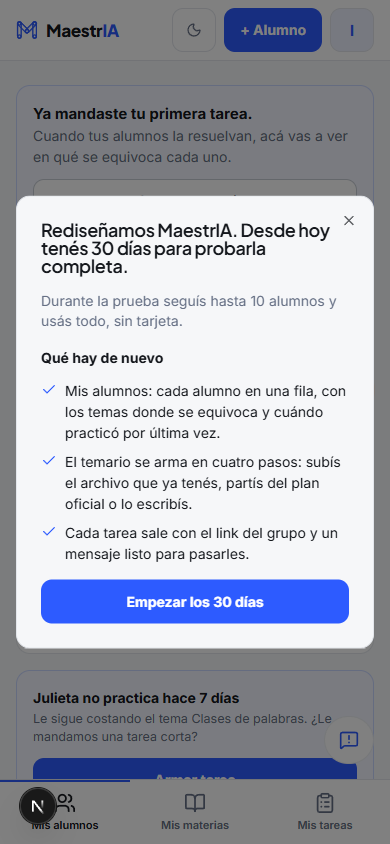 MaestrIA
+ Alumno
I
Ya mandaste tu primera tarea.
Cuando tus alumnos la resuelvan, acá vas a ver
en qué se equivoca cada uno.
Rediseñamos MaestrIA. Desde hoy
tenés 30 días para probarla
completa.
Durante la prueba seguís hasta 10 alumnos y
usás todo, sin tarjeta.
Qué hay de nuevo
Mis alumnos: cada alumno en una fila, con
los temas donde se equivoca y cuándo
practicó por última vez.
El temario se arma en cuatro pasos: subís
el archivo que ya tenés, partís del plan
oficial o lo escribís.
Cada tarea sale con el link del grupo y un
mensaje listo para pasarles.
Empezar los 30 días
Julieta no practica hace 7 días
Le sigue costando el tema Clases de palabras. ¿Le
mandamos una tarea corta?
Armar tarea
N
Mis alumnos
Mis materias
Mis tareas